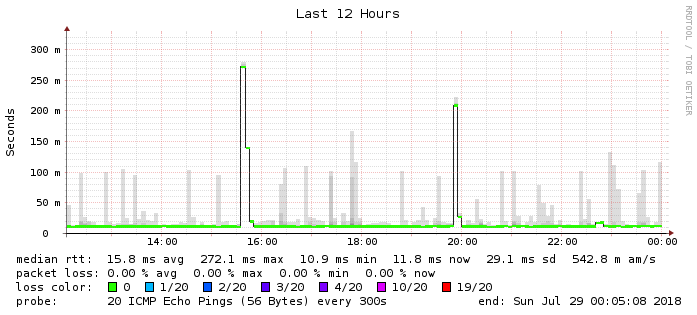 Last 12 Hours
RRDTOOL / TOBI OETIKER
Seconds
300 m
250 m
200 m
150 m
100 m
50 m
0
14:00 16:00 18:00 20:00 22:00 00:00
median rtt: 15.8 ms avg 272.1 ms max 10.9 ms min 11.8 ms now 29.1 ms sd 542.8 m am/s
packet loss: 0.00 % avg 0.00 % max 0.00 % min 0.00 % now
loss color: 0 1/20 2/20 3/20 4/20 10/20 19/20
probe: 20 ICMP Echo Pings (56 Bytes) every 300s end: Sun Jul 29 00:05:08 2018